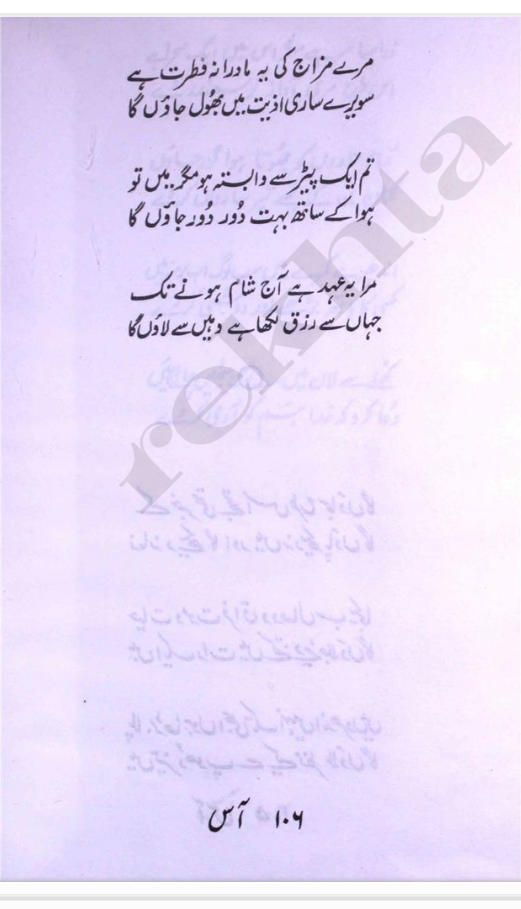 مرے مزاج کی یہ مادرانہ فطرت ہے
سویرے ساری اذیت میں بھُول جاؤں گا
تم ایک پیڑ سے وابستہ ہو مگر میں تو
ہوا کے ساتھ بہت دُور دُور جاؤں گا
مرا یہ عہد ہے آج شام ہونے تک
جہاں سے رزق لکھا ہے وہیں سے لاؤں گا
rekhta
۱۰۶ آس